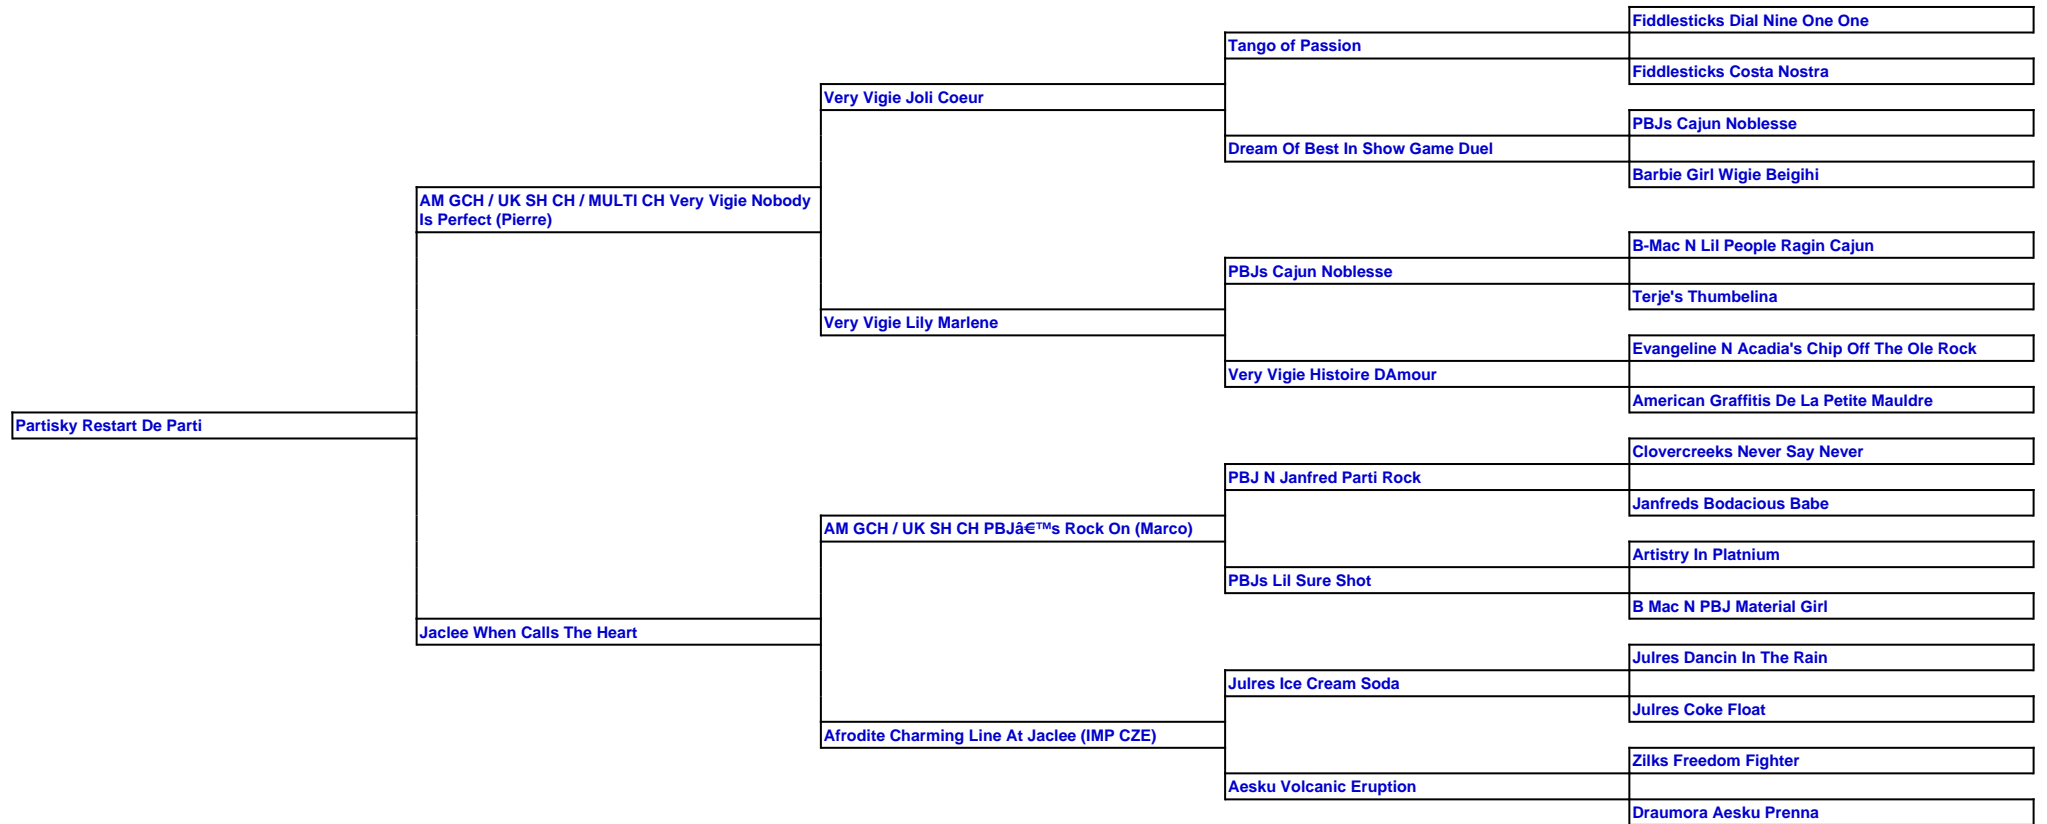 Fiddlesticks Dial Nine One One
Tango of Passion
Fiddlesticks Costa Nostra
Very Vigie Joli Coeur
PBJs Cajun Noblesse
Dream Of Best In Show Game Duel
Barbie Girl Wigie Beigihi
AM GCH / UK SH CH / MULTI CH Very Vigie Nobody
Is Perfect (Pierre)
B-Mac N Lil People Ragin Cajun
PBJs Cajun Noblesse
Terje's Thumbelina
Very Vigie Lily Marlene
Evangeline N Acadia's Chip Off The Ole Rock
Very Vigie Histoire DAmour
American Graffitis De La Petite Mauldre
Partisky Restart De Parti
Clovercreeks Never Say Never
PBJ N Janfred Parti Rock
Janfreds Bodacious Babe
AM GCH / UK SH CH PBJâ€™s Rock On (Marco)
Artistry In Platnium
PBJs Lil Sure Shot
B Mac N PBJ Material Girl
Jaclee When Calls The Heart
Julres Dancin In The Rain
Julres Ice Cream Soda
Julres Coke Float
Afrodite Charming Line At Jaclee (IMP CZE)
Zilks Freedom Fighter
Aesku Volcanic Eruption
Draumora Aesku Prenna